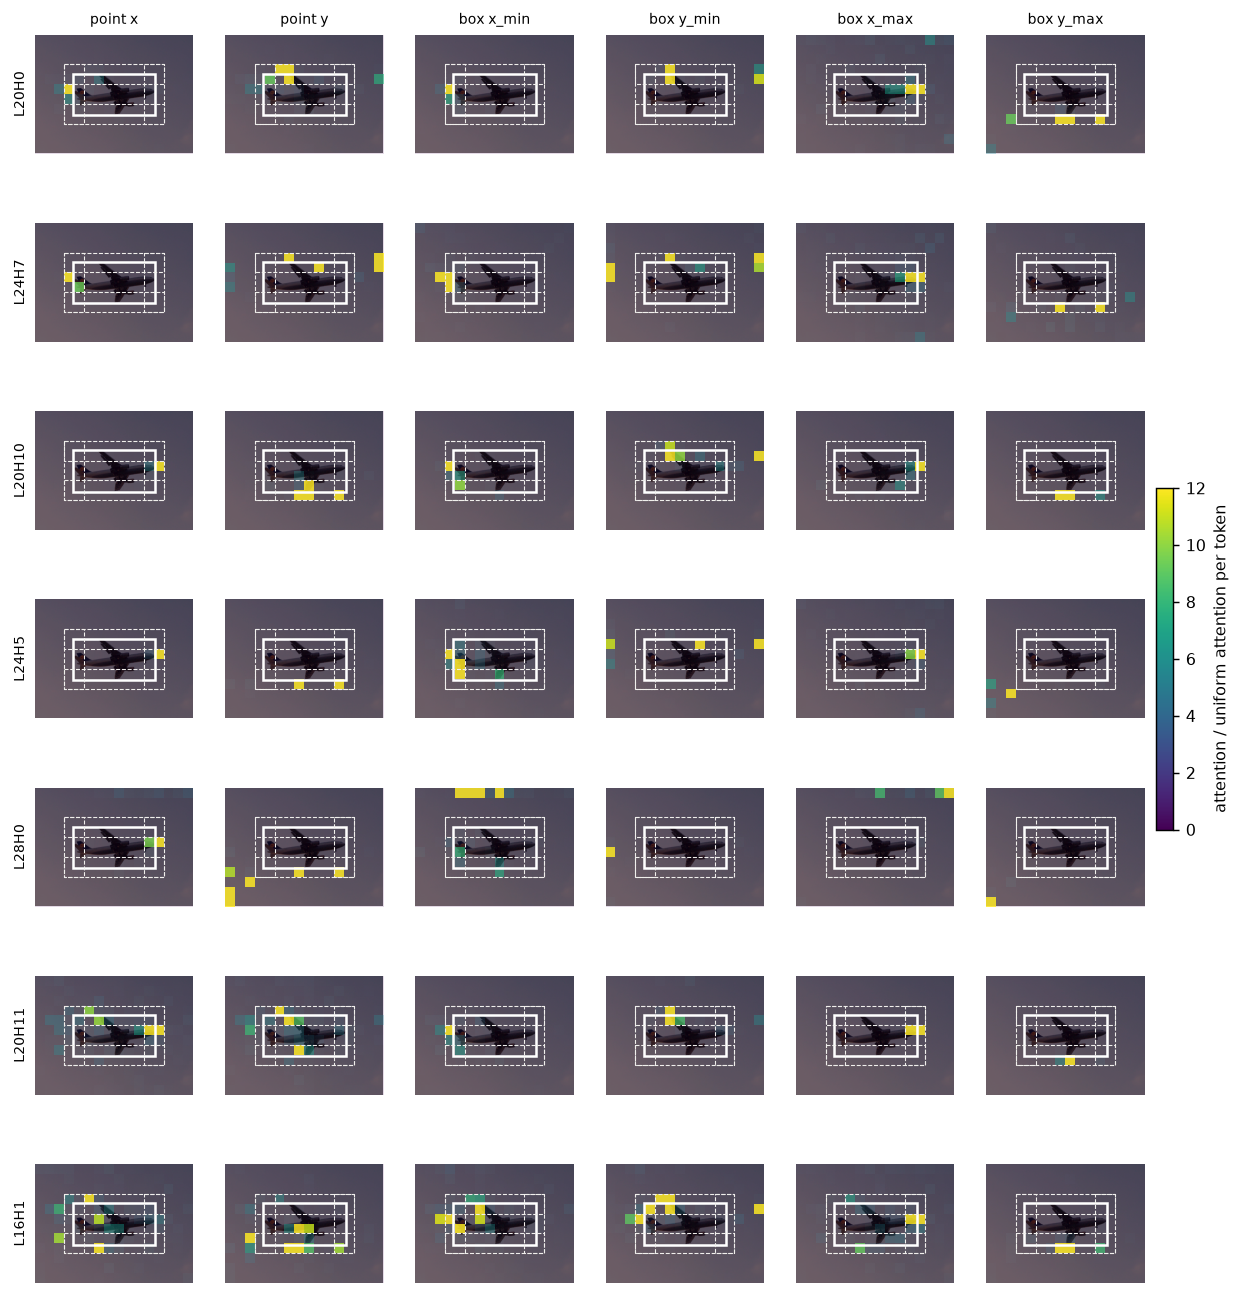 point x point y box x_min box y_min box x_max box y_max
L20H0
L24H7
L20H10
L24H5
L28H0
L20H11
L16H1
12
10
8
6
4
2
0
attention / uniform attention per token